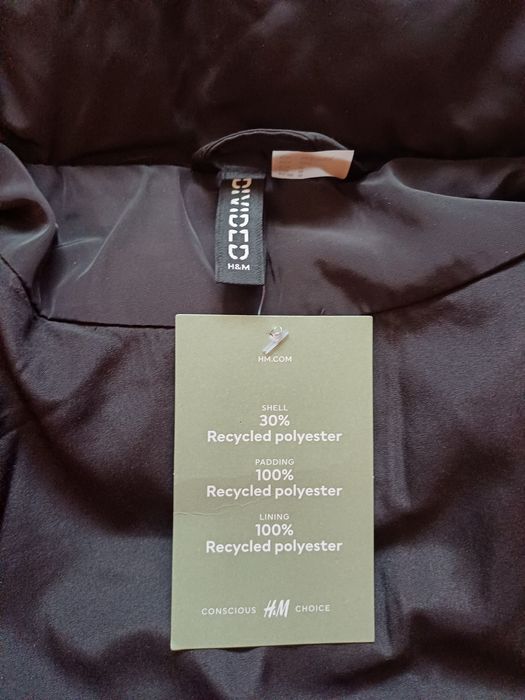 DIVIDED
H&M
HM.COM
SHELL
30%
Recycled polyester
PADDING
100%
Recycled polyester
LINING
100%
Recycled polyester
CONSCIOUS H&M CHOICE